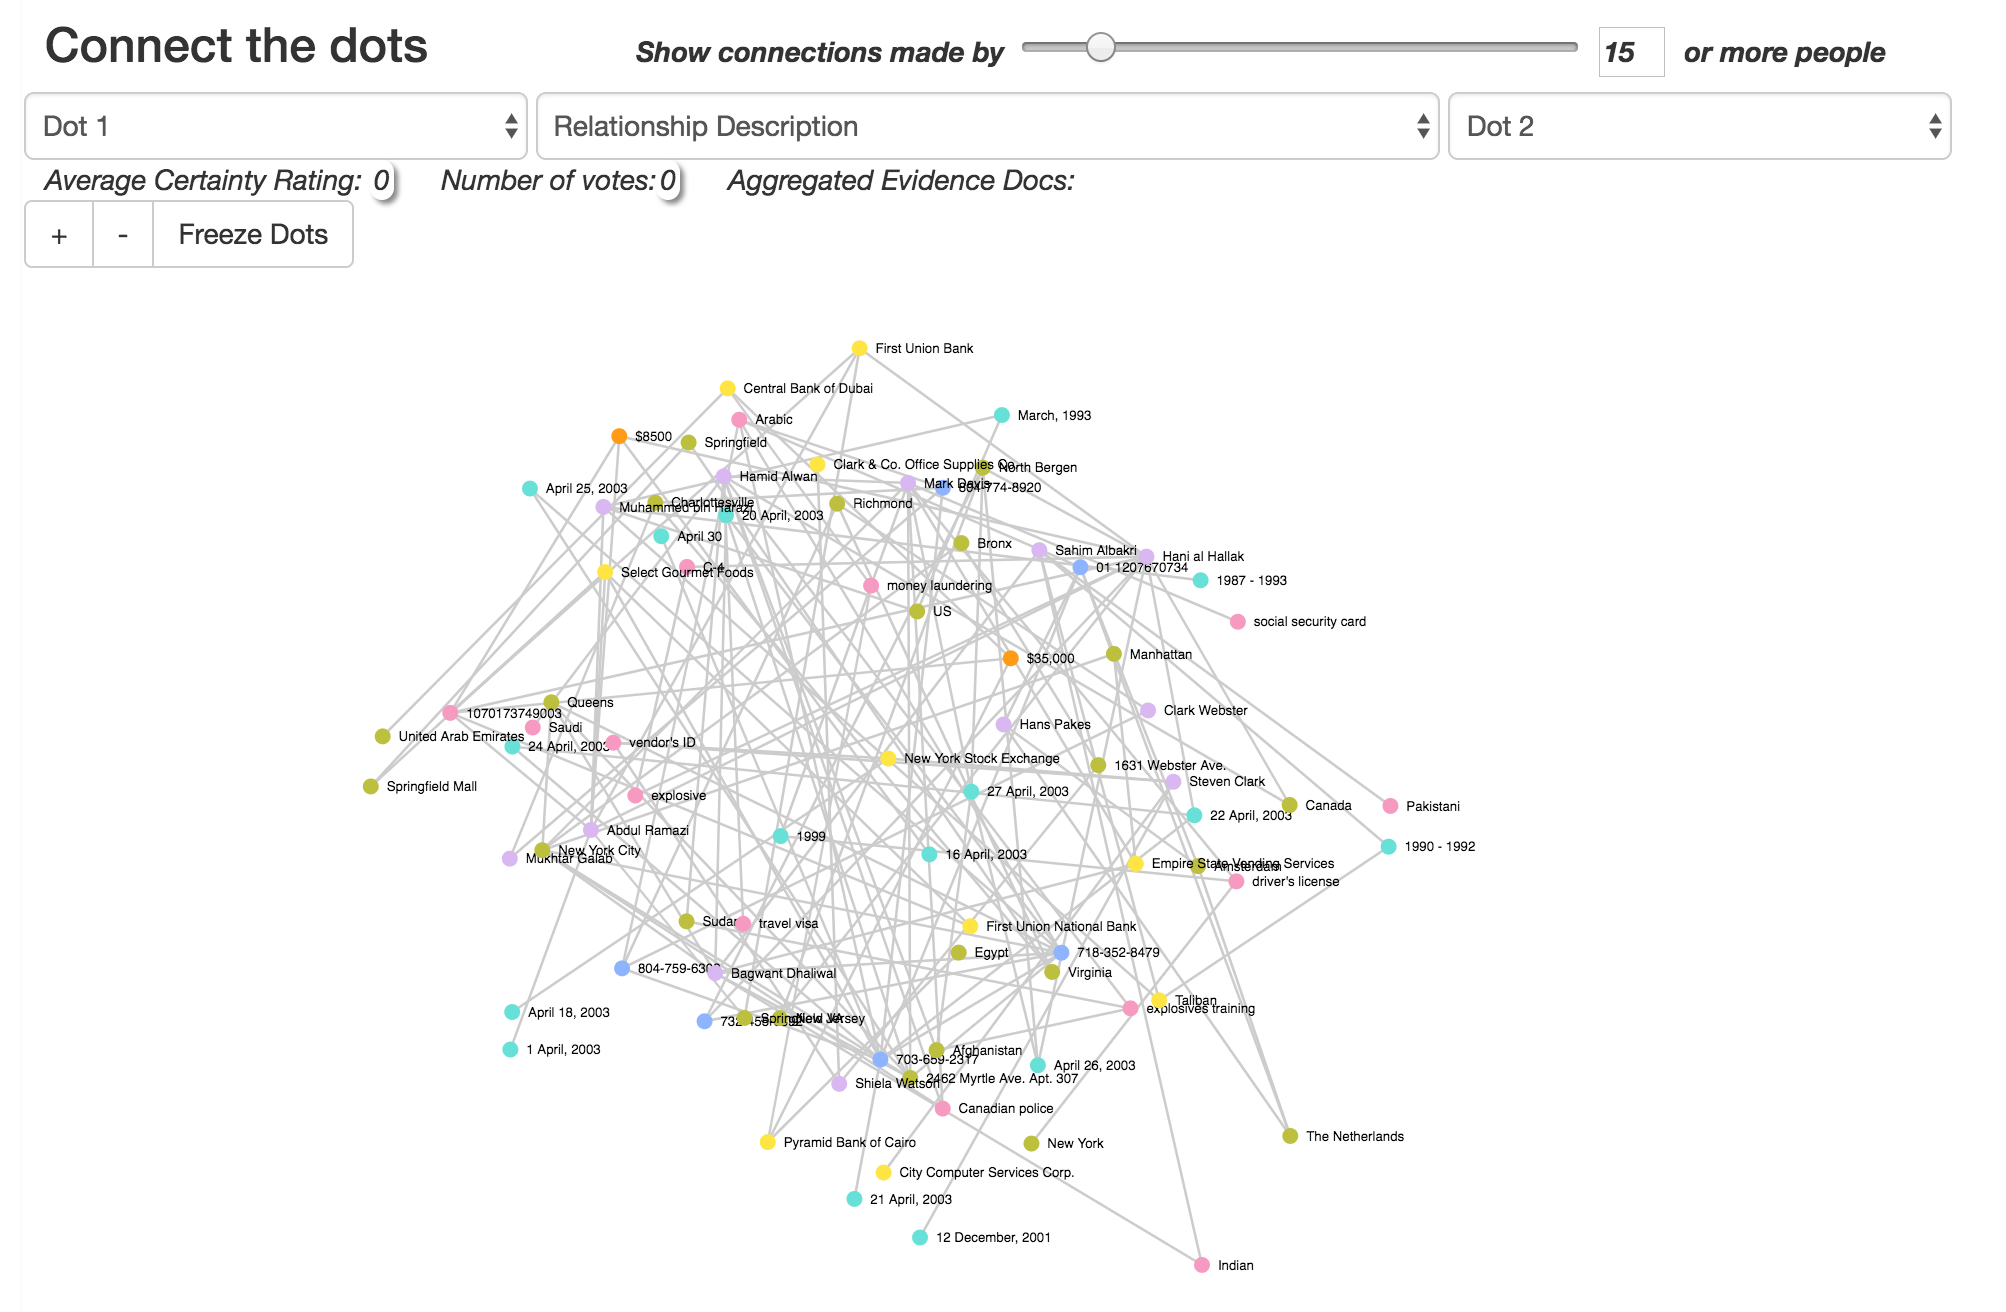 Connect the dots
Show connections made by
15
or more people
Dot 1
Relationship Description
Dot 2
Average Certainty Rating: 0
Number of votes: 0
Aggregated Evidence Docs:
+
-
Freeze Dots
First Union Bank
Central Bank of Dubai
March, 1993
Arabic
$8500
Springfield
Clark & Co. Office Supplies Co.
North Bergen
Hamid Alwan
Mark Davis
804-774-8920
April 25, 2003
Charlottesville
Richmond
Muhammed bin Harazi
20 April, 2003
April 30
Bronx
Sahim Albakri
Hani al Hallak
C-4
01 1207670734
Select Gourmet Foods
1987 - 1993
money laundering
US
social security card
Manhattan
$35,000
Queens
Clark Webster
1070173749003
Hans Pakes
Saudi
United Arab Emirates
vendor's ID
24 April, 2003
New York Stock Exchange
1631 Webster Ave.
Steven Clark
Springfield Mall
27 April, 2003
explosive
Canada
Pakistani
22 April, 2003
Abdul Ramazi
1999
1990 - 1992
New York City
16 April, 2003
Mukhtar Galab
Empire State Vending Services
Amsterdam
driver's license
Sudan
travel visa
First Union National Bank
Egypt
718-352-8479
804-759-6302
Bagwant Dhaliwal
Virginia
Taliban
explosives training
April 18, 2003
Springfield VA
New Jersey
1 April, 2003
Afghanistan
703-659-2317
April 26, 2003
2462 Myrtle Ave. Apt. 307
Shiela Watson
Canadian police
The Netherlands
Pyramid Bank of Cairo
New York
City Computer Services Corp.
21 April, 2003
12 December, 2001
Indian